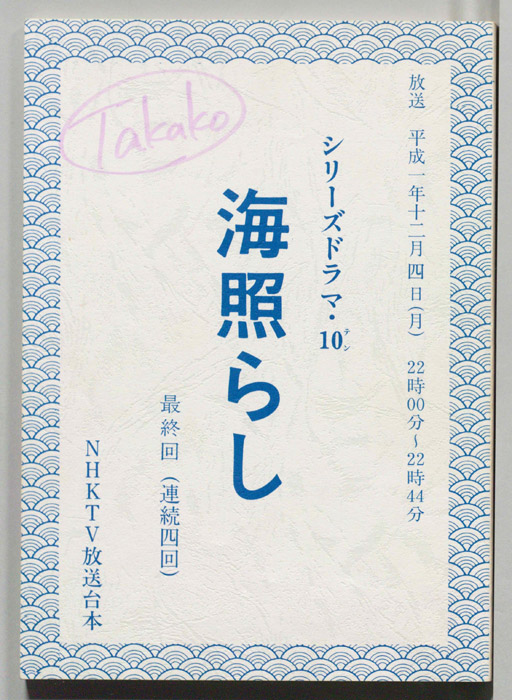 放送 平成一年十二月四日(月) 22時00分～22時44分
シリーズドラマ・10
テン
海照らし
最終回(連続四回)
NHKTV放送台本
Takako